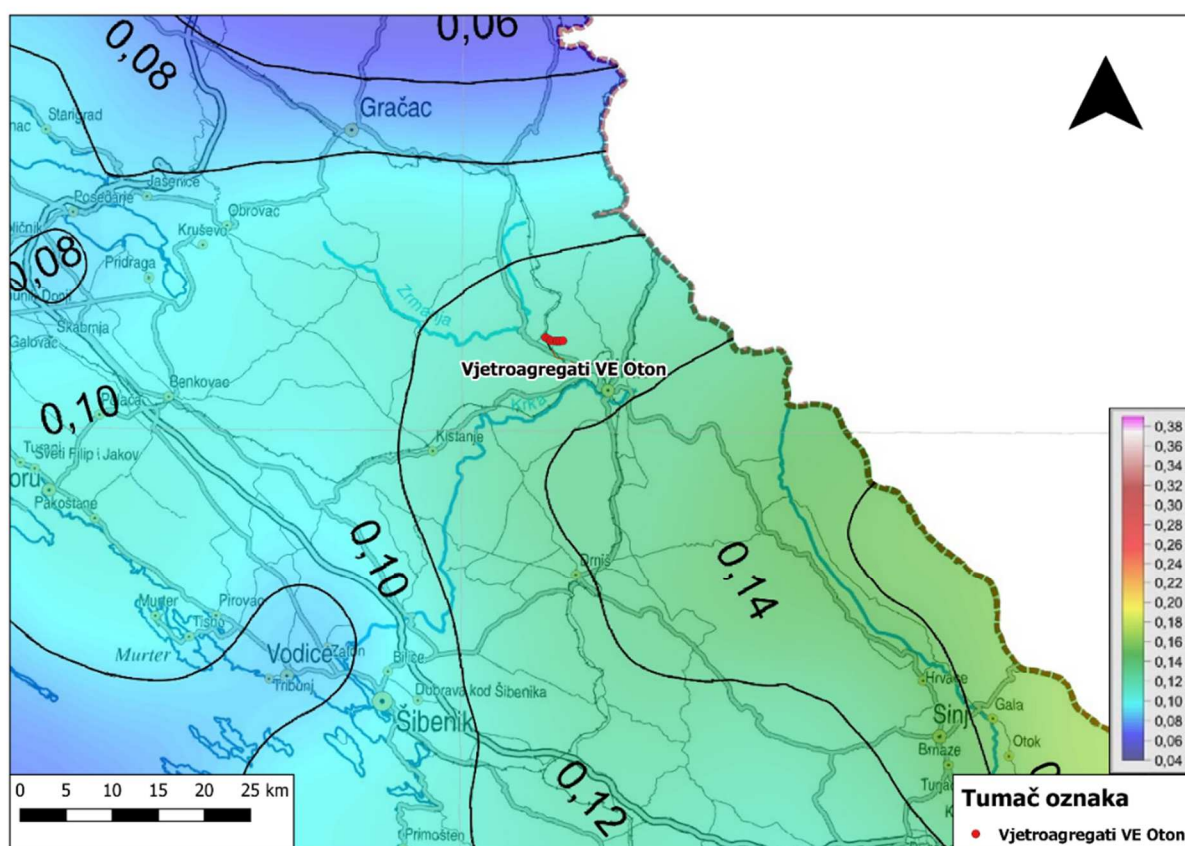 0,06
0,08
Starigrad
Gračac
Posedarje
Jasenice
Obrovac
Kruševo
0,08
Pridraga
Škabrnja
Galovac
Zrmanja
Vjetroagregati VE Oton
Benkovac
0,10
Krka
Kistanje
Sveti Filip i Jakov
Pakoštane
0,10
Drniš
0,14
Murter
Pirovac
Tisno
Murter
Vodice
Zaton
Tribunj
Bilice
Dubrava kod Šibenika
Šibenik
Hrvace
Sinj
Gala
Brnaze
Otok
0,12
Primošten
0,38
0,36
0,34
0,32
0,30
0,28
0,26
0,24
0,22
0,20
0,18
0,16
0,14
0,12
0,10
0,08
0,06
0,04
0 5 10 15 20 25 km
Tumač oznaka
Vjetroagregati VE Oton